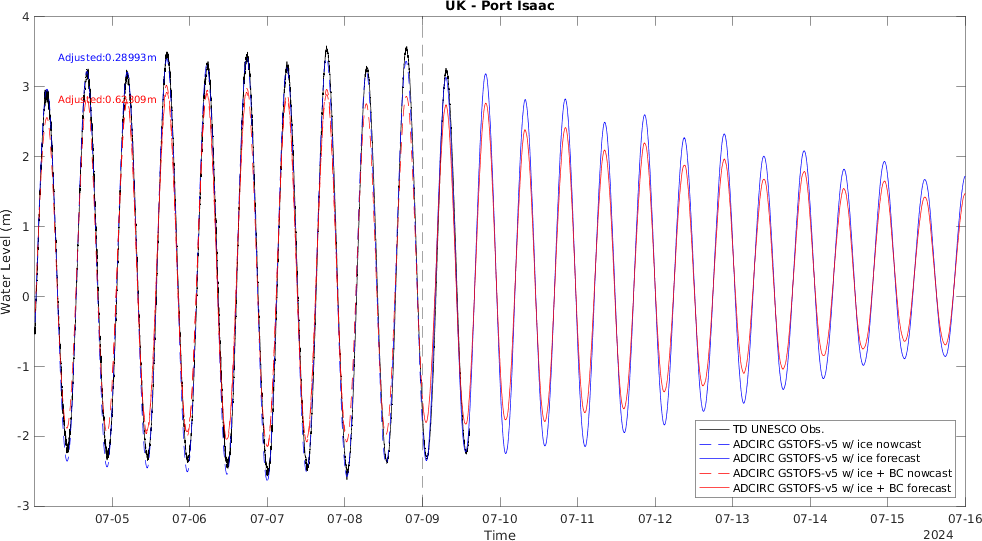 UK - Port Isaac
4
3
2
1
0
-1
-2
-3
Water Level (m)
Adjusted:0.28993m
TD UNESCO Obs.
ADCIRC GSTOFS-v5 w/ ice nowcast
ADCIRC GSTOFS-v5 w/ ice forecast
ADCIRC GSTOFS-v5 w/ ice + BC nowcast
ADCIRC GSTOFS-v5 w/ ice + BC forecast
07-05 07-06 07-07 07-08 07-09 07-10 07-11 07-12 07-13 07-14 07-15 07-16
Time
2024